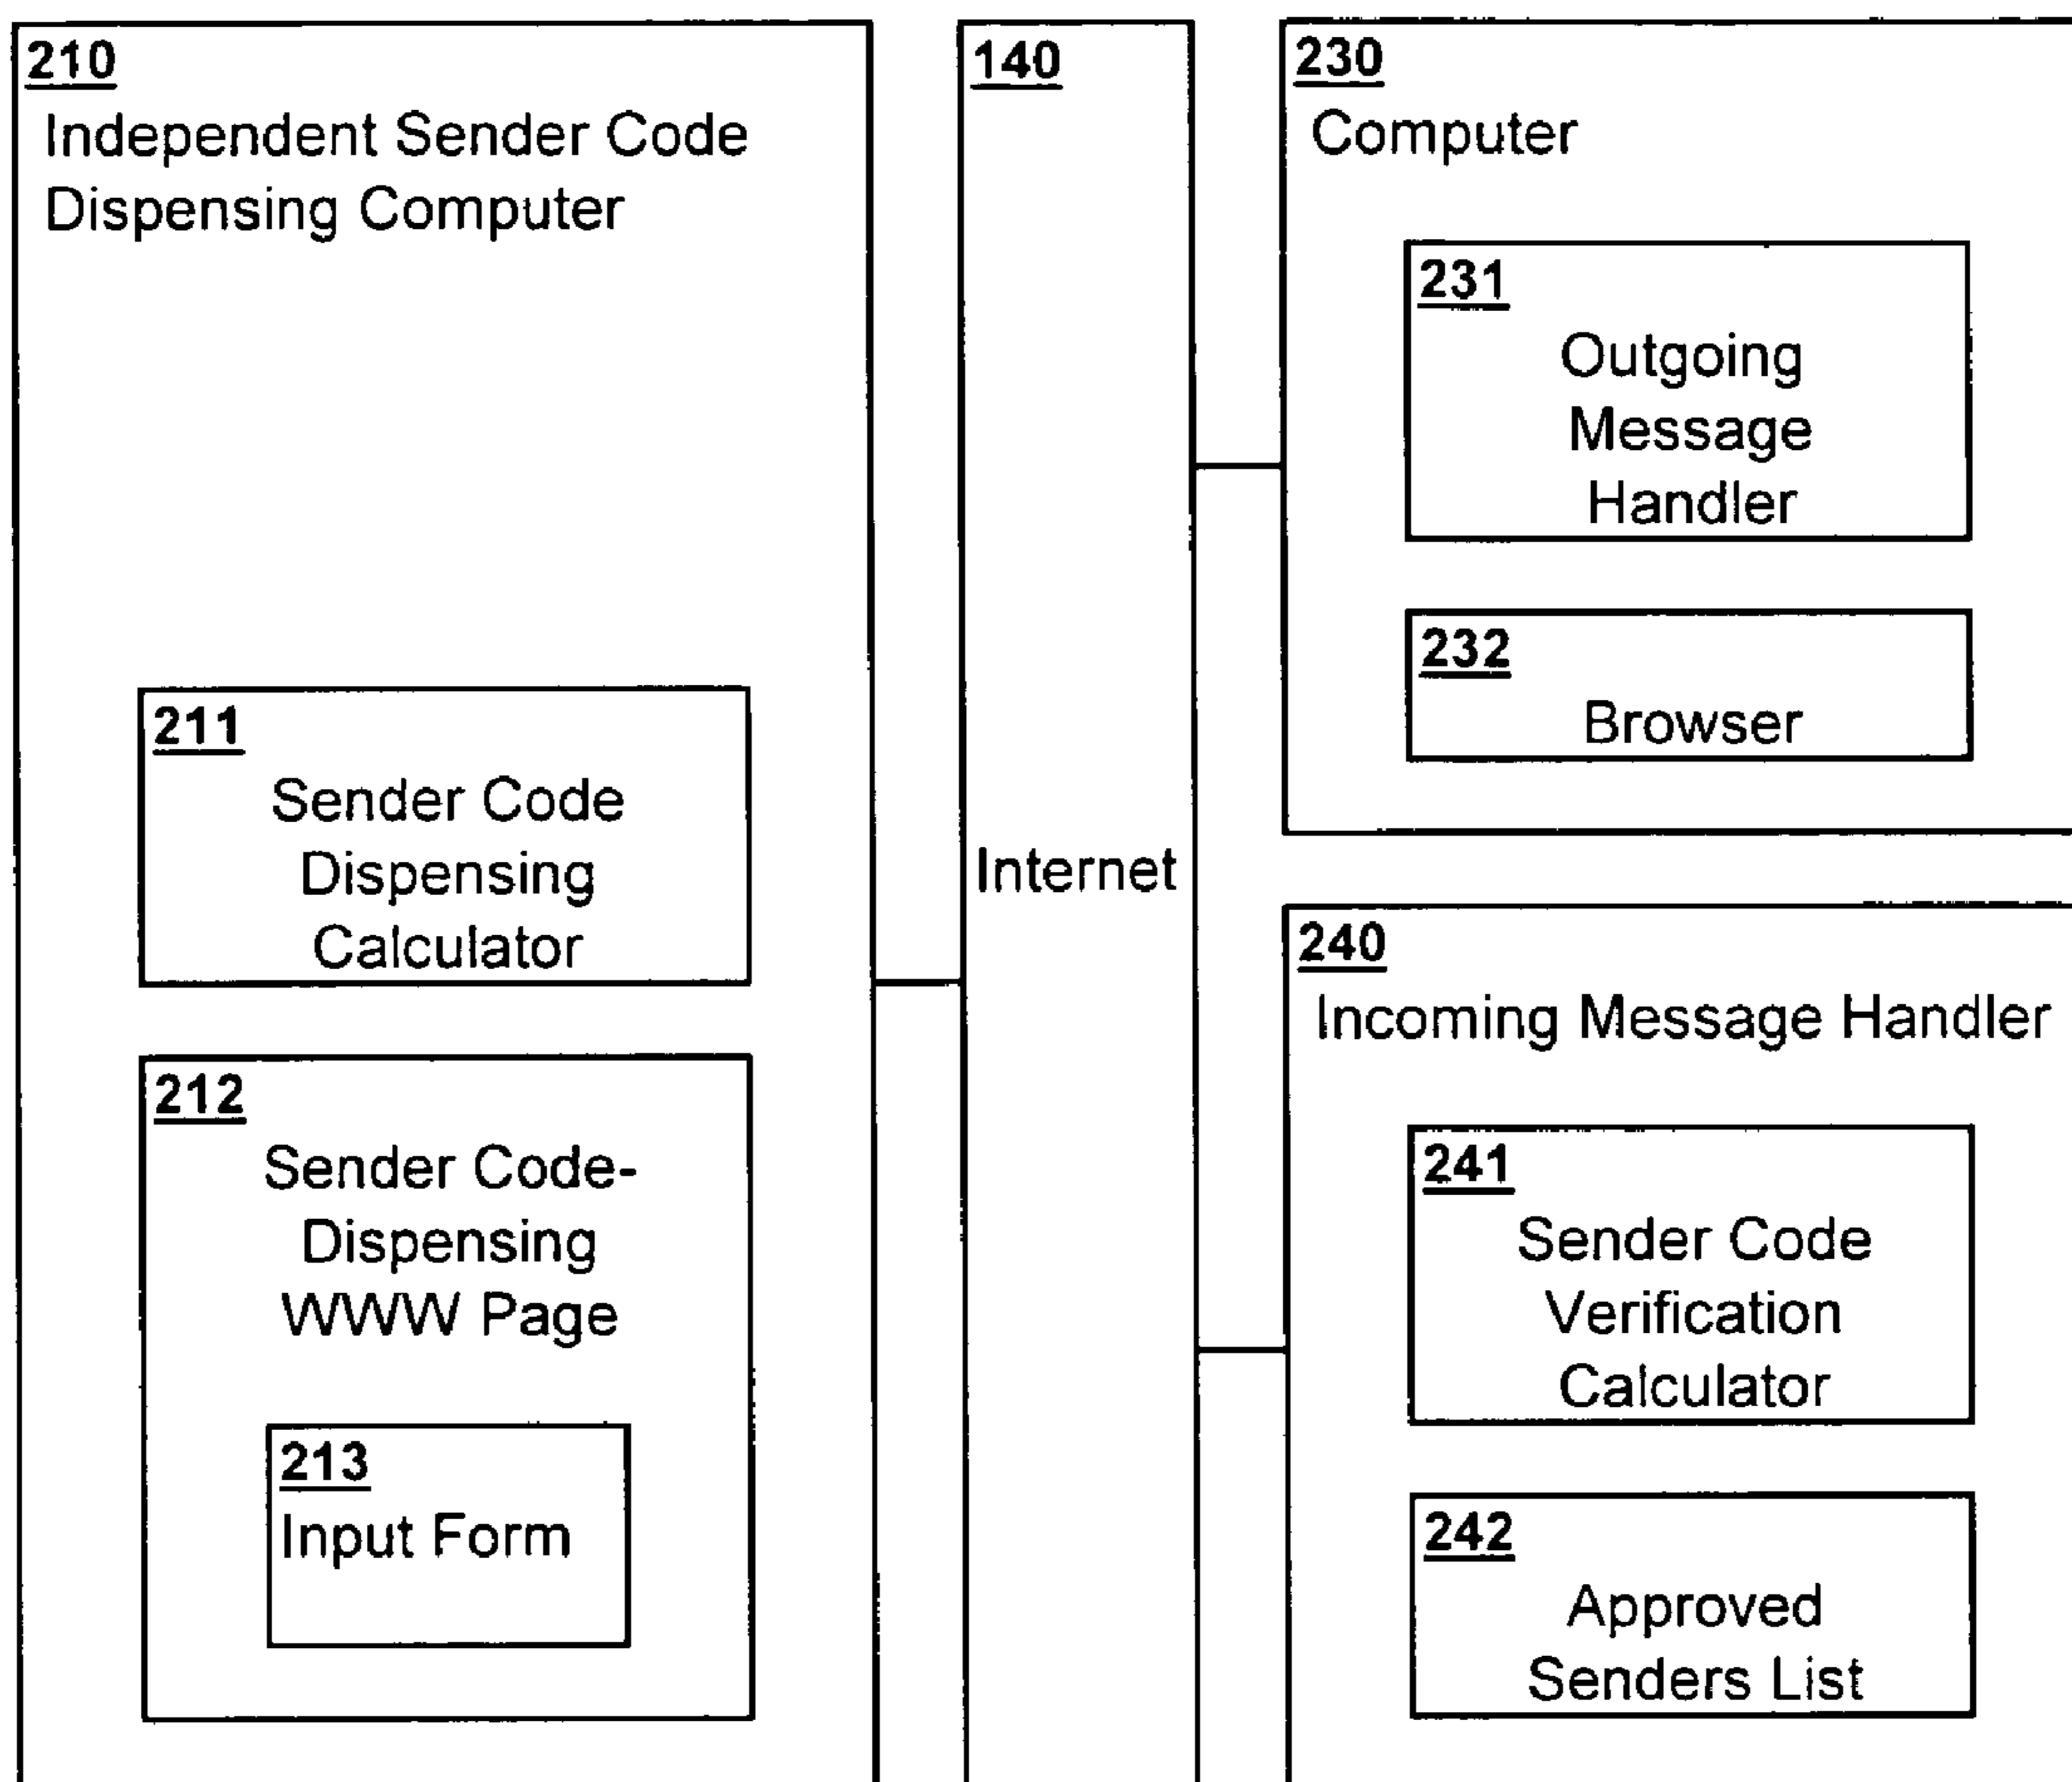 210
Independent Sender Code
Dispensing Computer
211
Sender Code
Dispensing
Calculator
212
Sender Code-
Dispensing
WWW Page
213
Input Form
140
Internet
230
Computer
231
Outgoing
Message
Handler
232
Browser
240
Incoming Message Handler
241
Sender Code
Verification
Calculator
242
Approved
Senders List